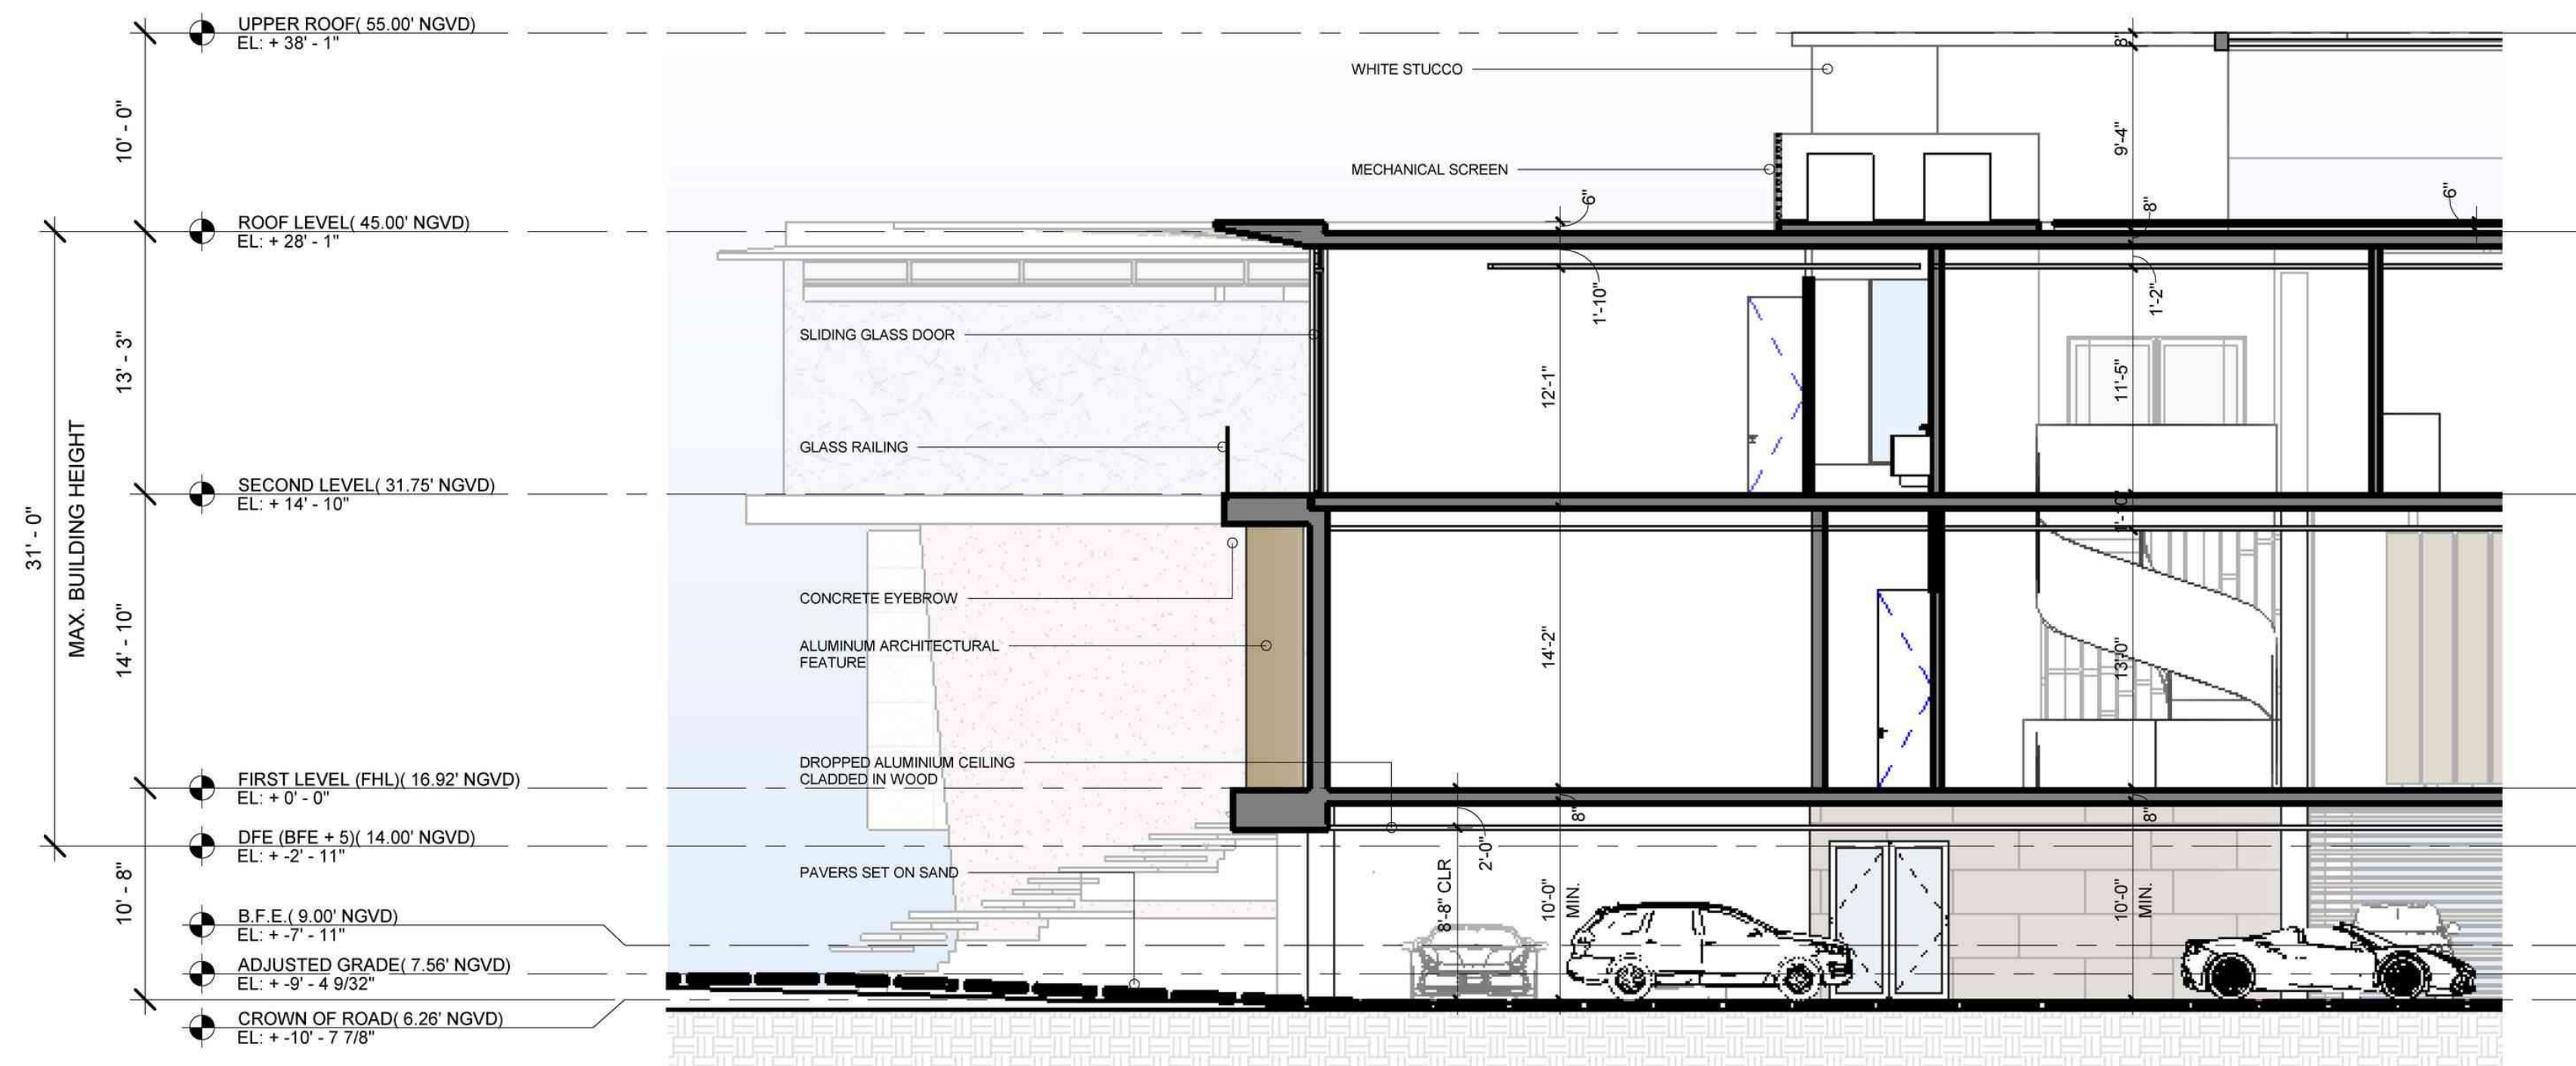 UPPER ROOF( 55.00' NGVD)
EL: + 38' - 1"
10' - 0"
WHITE STUCCO
8"
MECHANICAL SCREEN
9'-4"
ROOF LEVEL( 45.00' NGVD)
EL: + 28' - 1"
6"
8"
6"
1'-10"
1'-2"
13' - 3"
SLIDING GLASS DOOR
12'-1"
11'-5"
GLASS RAILING
31' - 0"
MAX. BUILDING HEIGHT
SECOND LEVEL( 31.75' NGVD)
EL: + 14' - 10"
1'-10"
14' - 10"
CONCRETE EYEBROW
ALUMINUM ARCHITECTURAL
FEATURE
14'-2"
13'-0"
DROPPED ALUMINIUM CEILING
CLADDED IN WOOD
FIRST LEVEL (FHL)( 16.92' NGVD)
EL: + 0' - 0"
8"
8"
2'-0"
DFE (BFE + 5)( 14.00' NGVD)
EL: + -2' - 11"
10' - 8"
PAVERS SET ON SAND
8'-8" CLR
10'-0"
MIN.
10'-0"
MIN.
B.F.E.( 9.00' NGVD)
EL: + -7' - 11"
ADJUSTED GRADE( 7.56' NGVD)
EL: + -9' - 4 9/32"
CROWN OF ROAD( 6.26' NGVD)
EL: + -10' - 7 7/8"